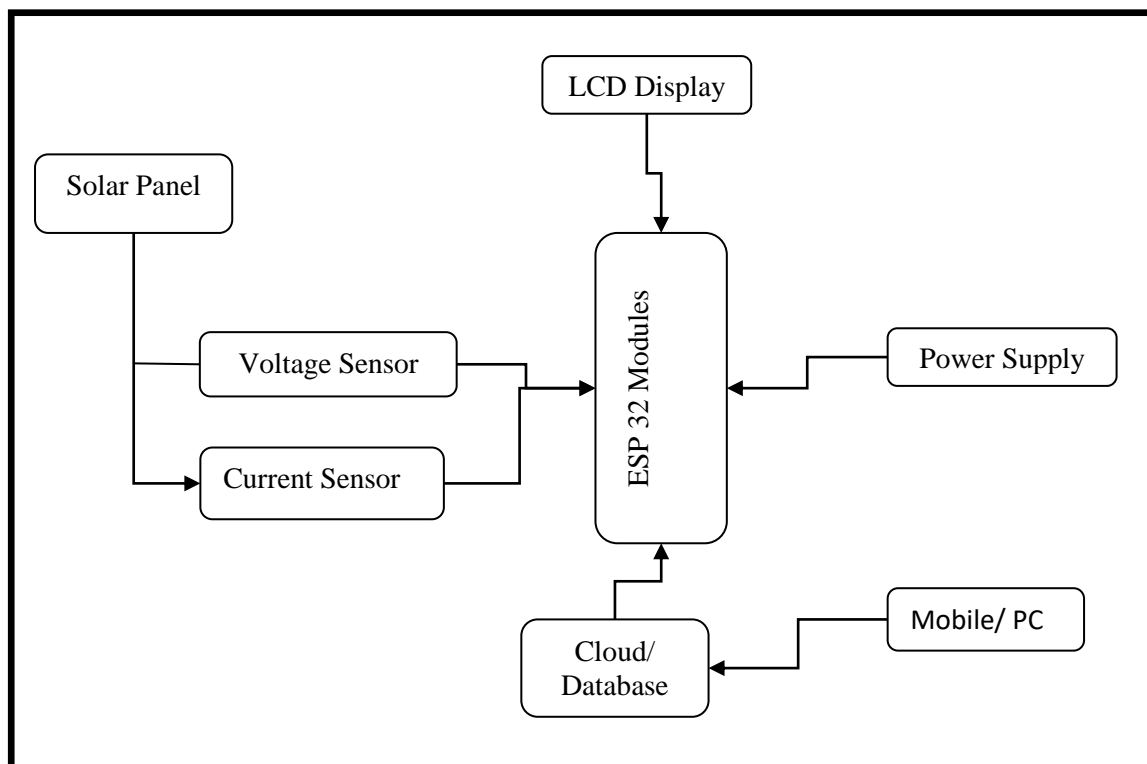 LCD Display
Solar Panel
Voltage Sensor
Current Sensor
ESP 32 Modules
Power Supply
Mobile/ PC
Cloud/
Database